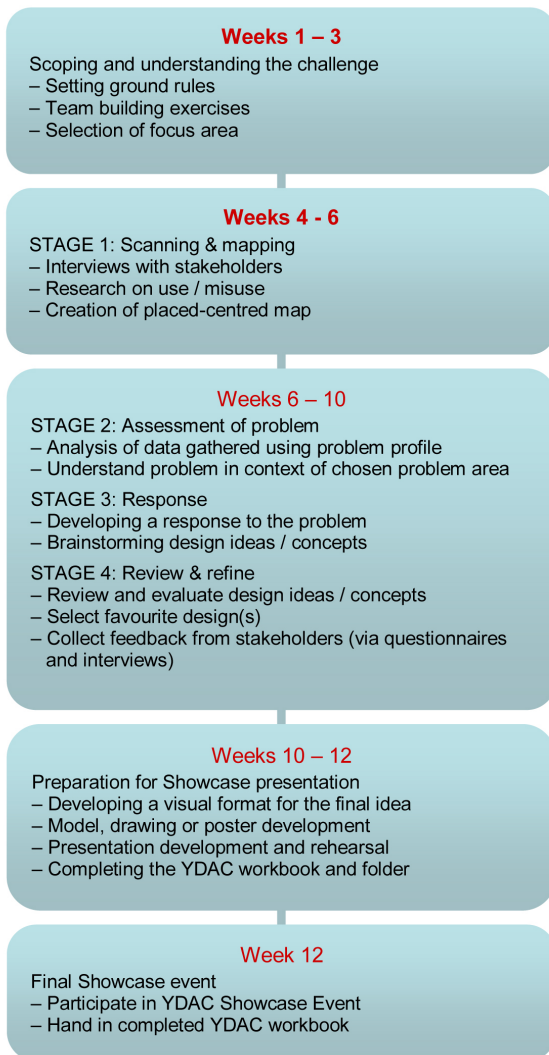 Weeks 1 – 3
Scoping and understanding the challenge
– Setting ground rules
– Team building exercises
– Selection of focus area
Weeks 4 - 6
STAGE 1: Scanning & mapping
– Interviews with stakeholders
– Research on use / misuse
– Creation of placed-centred map
Weeks 6 – 10
STAGE 2: Assessment of problem
– Analysis of data gathered using problem profile
– Understand problem in context of chosen problem area
STAGE 3: Response
– Developing a response to the problem
– Brainstorming design ideas / concepts
STAGE 4: Review & refine
– Review and evaluate design ideas / concepts
– Select favourite design(s)
– Collect feedback from stakeholders (via questionnaires
and interviews)
Weeks 10 – 12
Preparation for Showcase presentation
– Developing a visual format for the final idea
– Model, drawing or poster development
– Presentation development and rehearsal
– Completing the YDAC workbook and folder
Week 12
Final Showcase event
– Participate in YDAC Showcase Event
– Hand in completed YDAC workbook